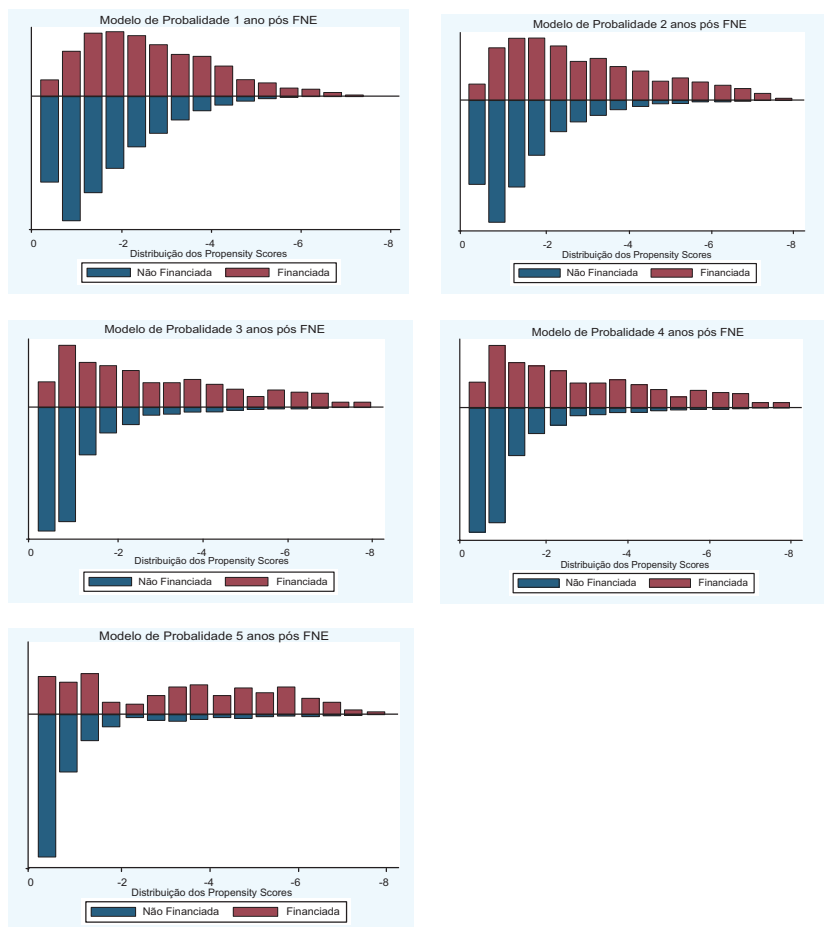 Modelo de Probalidade 1 ano pós FNE
0 -2 -4 -6 -8
Distribuição dos Propensity Scores
Não Financiada Financiada
Modelo de Probalidade 2 anos pós FNE
0 -2 -4 -6 -8
Distribuição dos Propensity Scores
Não Financiada Financiada
Modelo de Probalidade 3 anos pós FNE
0 -2 -4 -6 -8
Distribuição dos Propensity Scores
Não Financiada Financiada
Modelo de Probalidade 4 anos pós FNE
0 -2 -4 -6 -8
Distribuição dos Propensity Scores
Não Financiada Financiada
Modelo de Probalidade 5 anos pós FNE
0 -2 -4 -6 -8
Distribuição dos Propensity Scores
Não Financiada Financiada